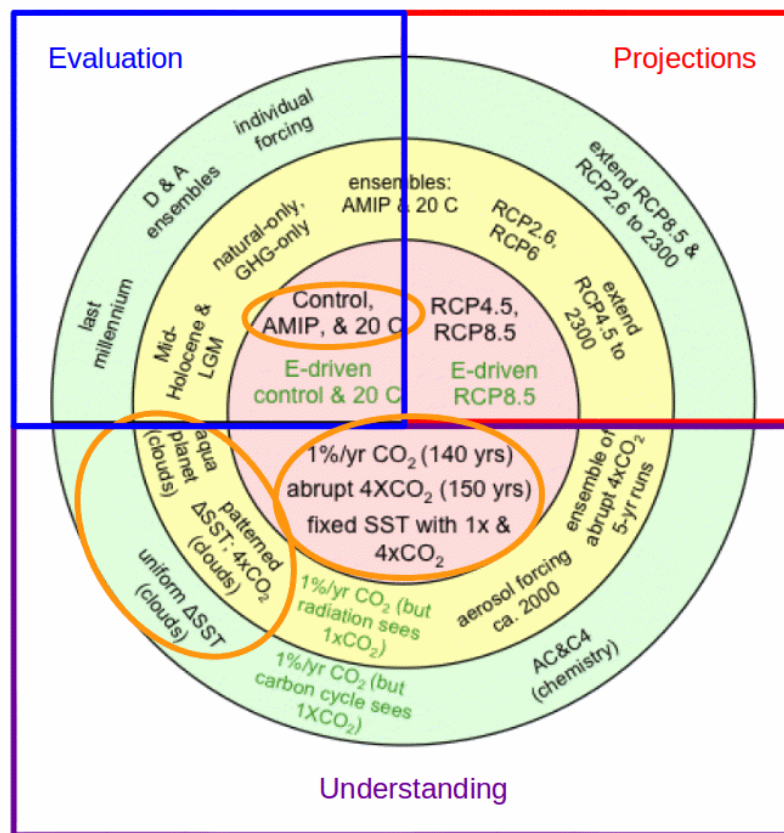 Evaluation
Projections
individual
forcing
D & A
ensembles
last
millennium
extend RCP8.5 &
RCP2.6 to 2300
ensembles:
AMIP & 20 C
natural-only,
GHG-only
Mid-
Holocene &
LGM
RCP2.6,
RCP6
extend
RCP4.5 to
2300
Control,
AMIP, & 20 C
RCP4.5,
RCP8.5
E-driven
control & 20 C
E-driven
RCP8.5
1%/yr CO₂ (140 yrs)
abrupt 4XCO₂ (150 yrs)
fixed SST with 1x &
4xCO₂
aqua
planet
(clouds)
patterned
ΔSST; 4xCO₂
(clouds)
uniform ΔSST
(clouds)
1%/yr CO₂ (but
radiation sees
1xCO₂)
1%/yr CO₂ (but
carbon cycle sees
1XCO₂)
ensemble of
abrupt 4xCO₂
5-yr runs
aerosol forcing
ca. 2000
AC&C4
(chemistry)
Understanding